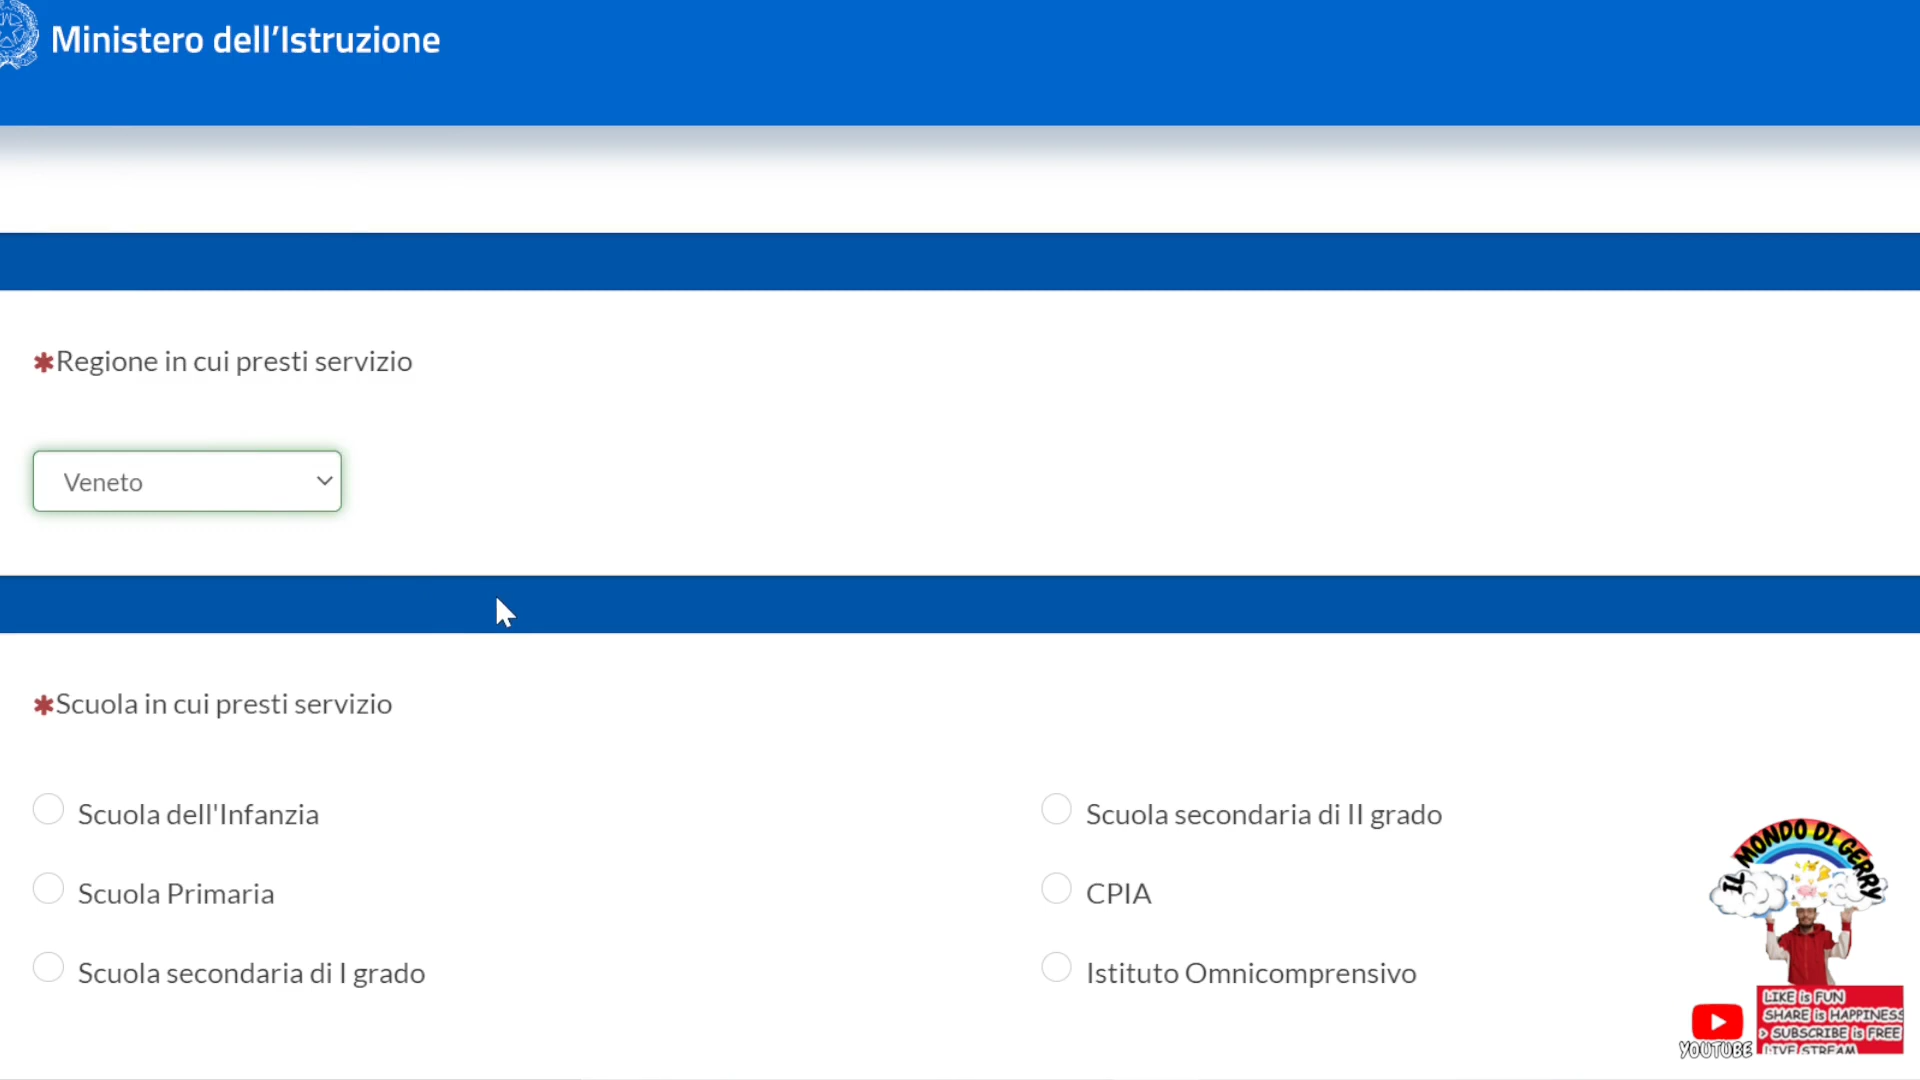 Ministero dell’Istruzione
✱Regione in cui presti servizio
Veneto
✱Scuola in cui presti servizio
Scuola dell'Infanzia
Scuola Primaria
Scuola secondaria di I grado
Scuola secondaria di II grado
CPIA
Istituto Omnicomprensivo
IL MONDO DI GERRY
LIKE is FUN
SHARE is HAPPINESS
> SUBSCRIBE is FREE
LIVE STREAM
YOUTUBE